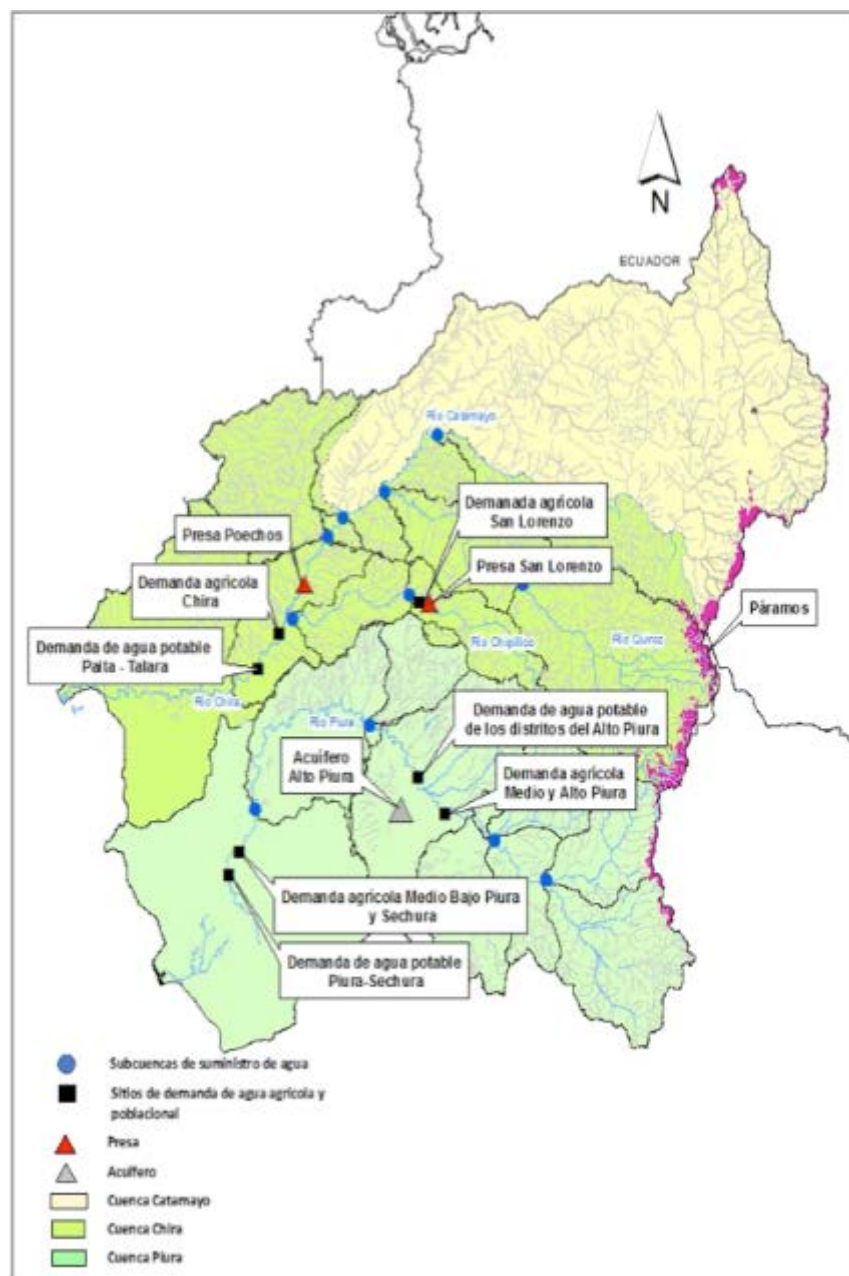 N
ECUADOR
Río Catamayo
Demanada agrícola
San Lorenzo
Presa Poechos
Presa San Lorenzo
Demanda agrícola
Chira
Páramos
Río Chipillico
Río Quiroz
Demanda de agua potable
Paita - Talara
Río Chira
Demanda de agua potable
de los distritos del Alto Piura
Río Piura
Acuífero
Alto Piura
Demanda agrícola
Medio y Alto Piura
Demanda agrícola Medio Bajo Piura
y Sechura
Demanda de agua potable
Piura-Sechura
Subcuencas de suministro de agua
Sitios de demanda de agua agrícola y
poblacional
Presa
Acuífero
Cuenca Catamayo
Cuenca Chira
Cuenca Piura